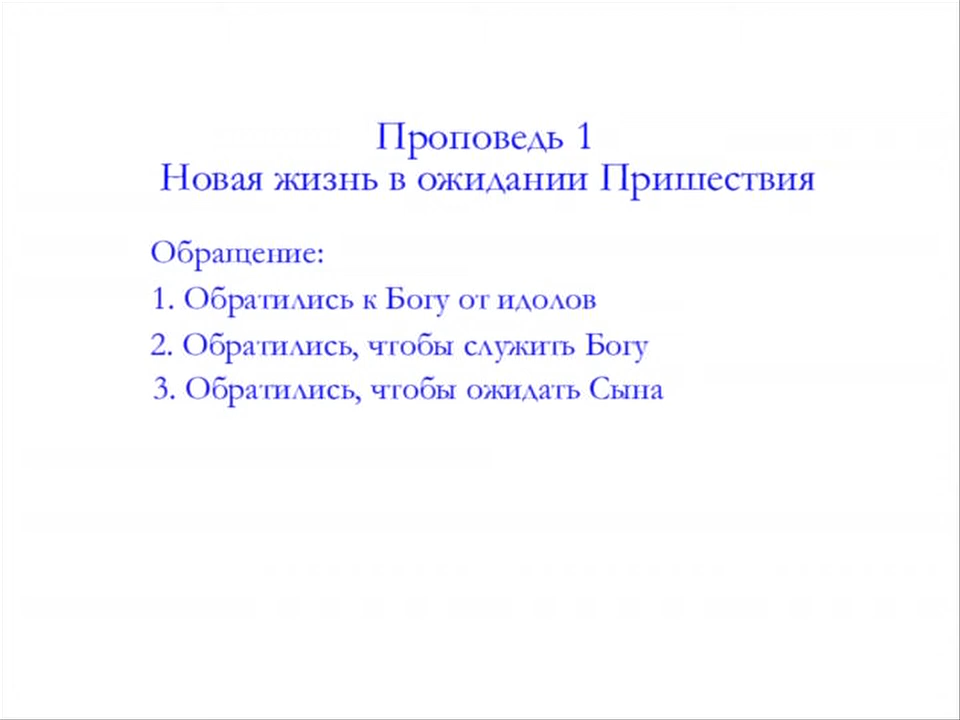 Проповедь 1
Новая жизнь в ожидании Пришествия
Обращение:
1. Обратились к Богу от идолов
2. Обратились, чтобы служить Богу
3. Обратились, чтобы ожидать Сына